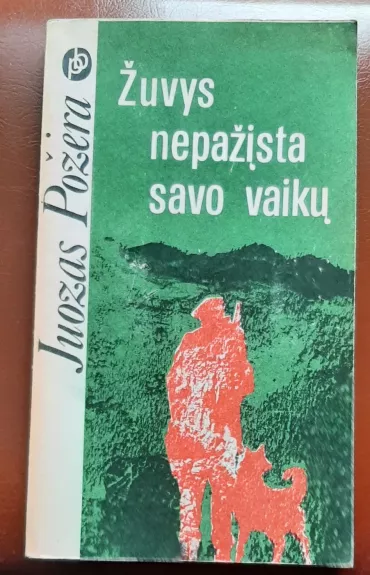 Juozas Požėra
Žuvys
nepažįsta
savo vaikų